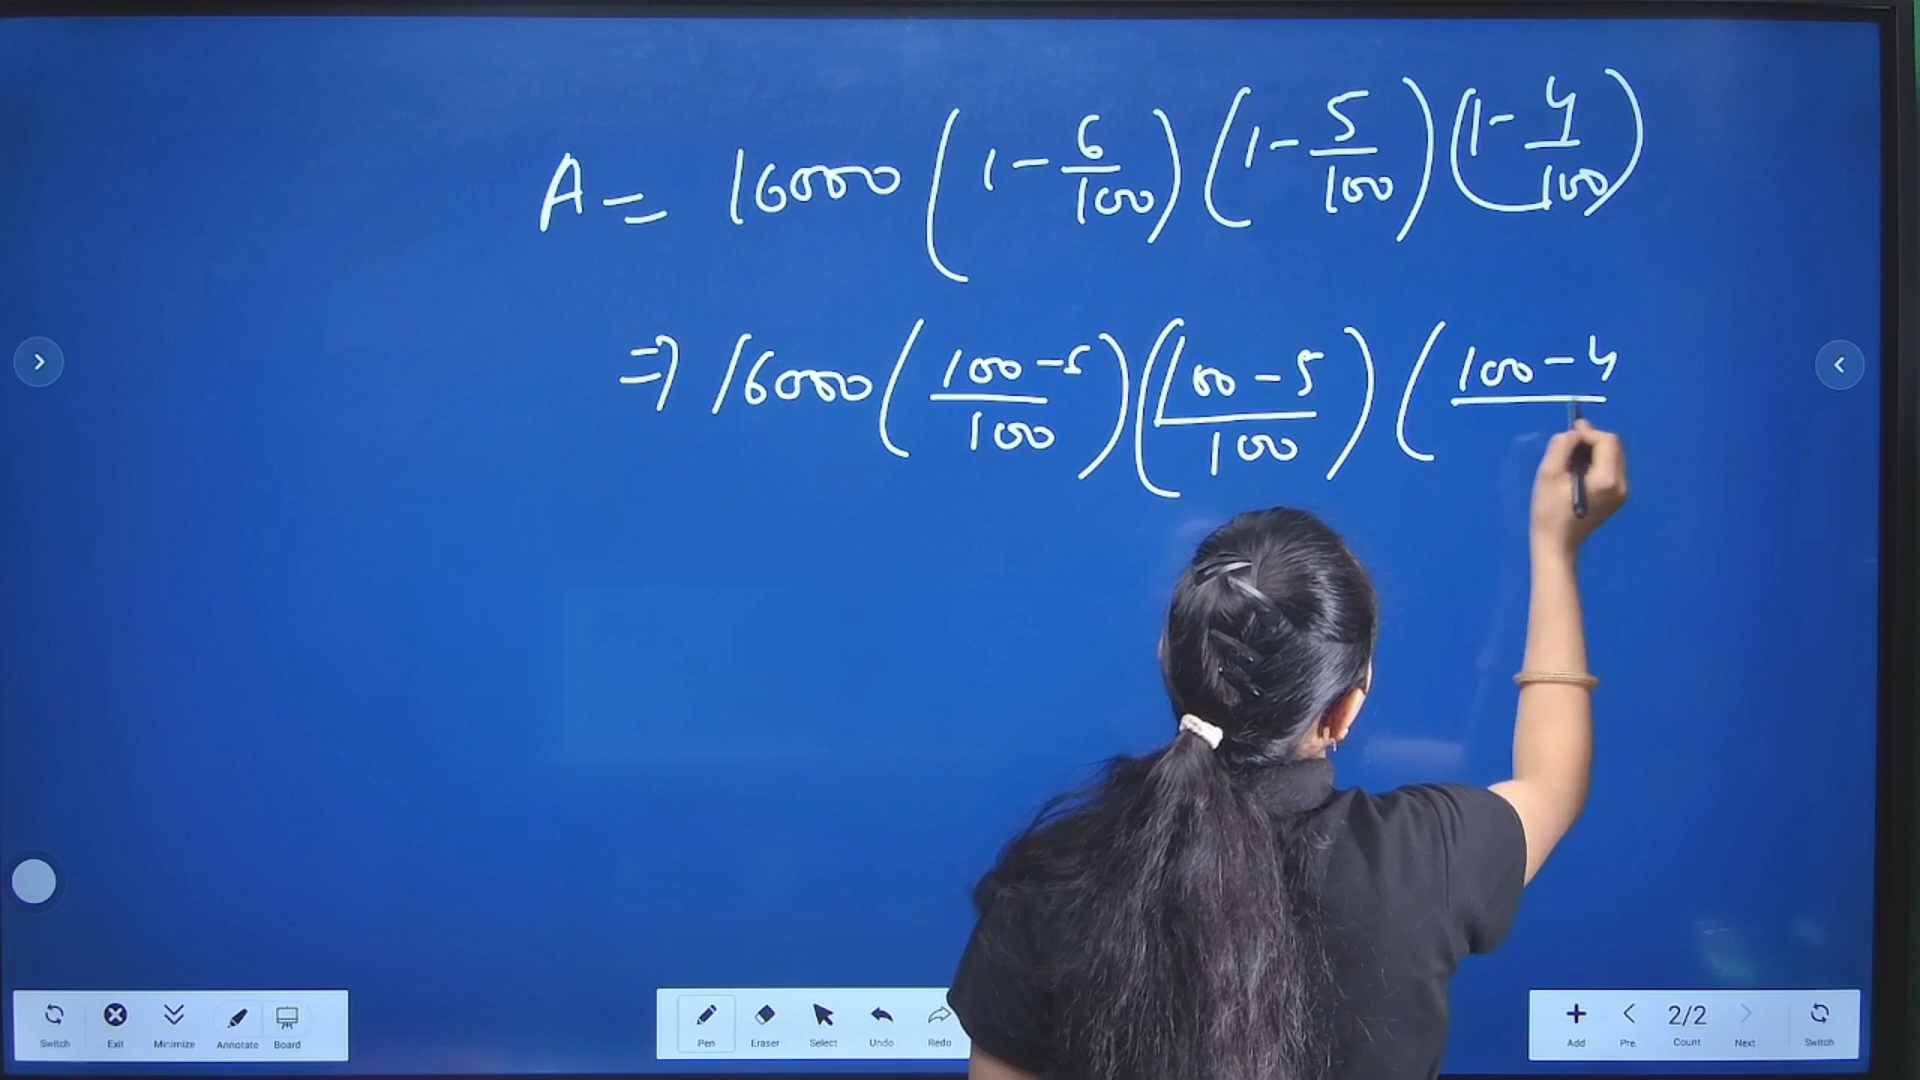 A = 16000 (1 - 6/100) (1 - 5/100) (1 - 4/100)
⇒ 16000 (100 - 5/100) (100 - 5/100) (100 - 4
Switch Exit Minimize Annotate Board Pen Eraser Select Undo Redo Add Pre. 2/2 Count Next Switch